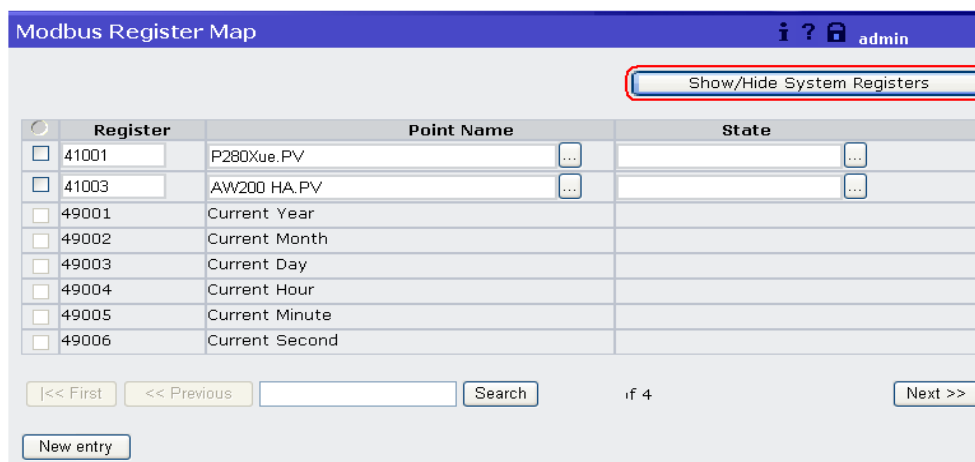 Modbus Register Map
i ? admin
Show/Hide System Registers
Register Point Name State
41001 P280Xue.PV ... ...
41003 AW200 HA.PV ... ...
49001 Current Year
49002 Current Month
49003 Current Day
49004 Current Hour
49005 Current Minute
49006 Current Second
|<< First << Previous Search of 4 Next >>
New entry